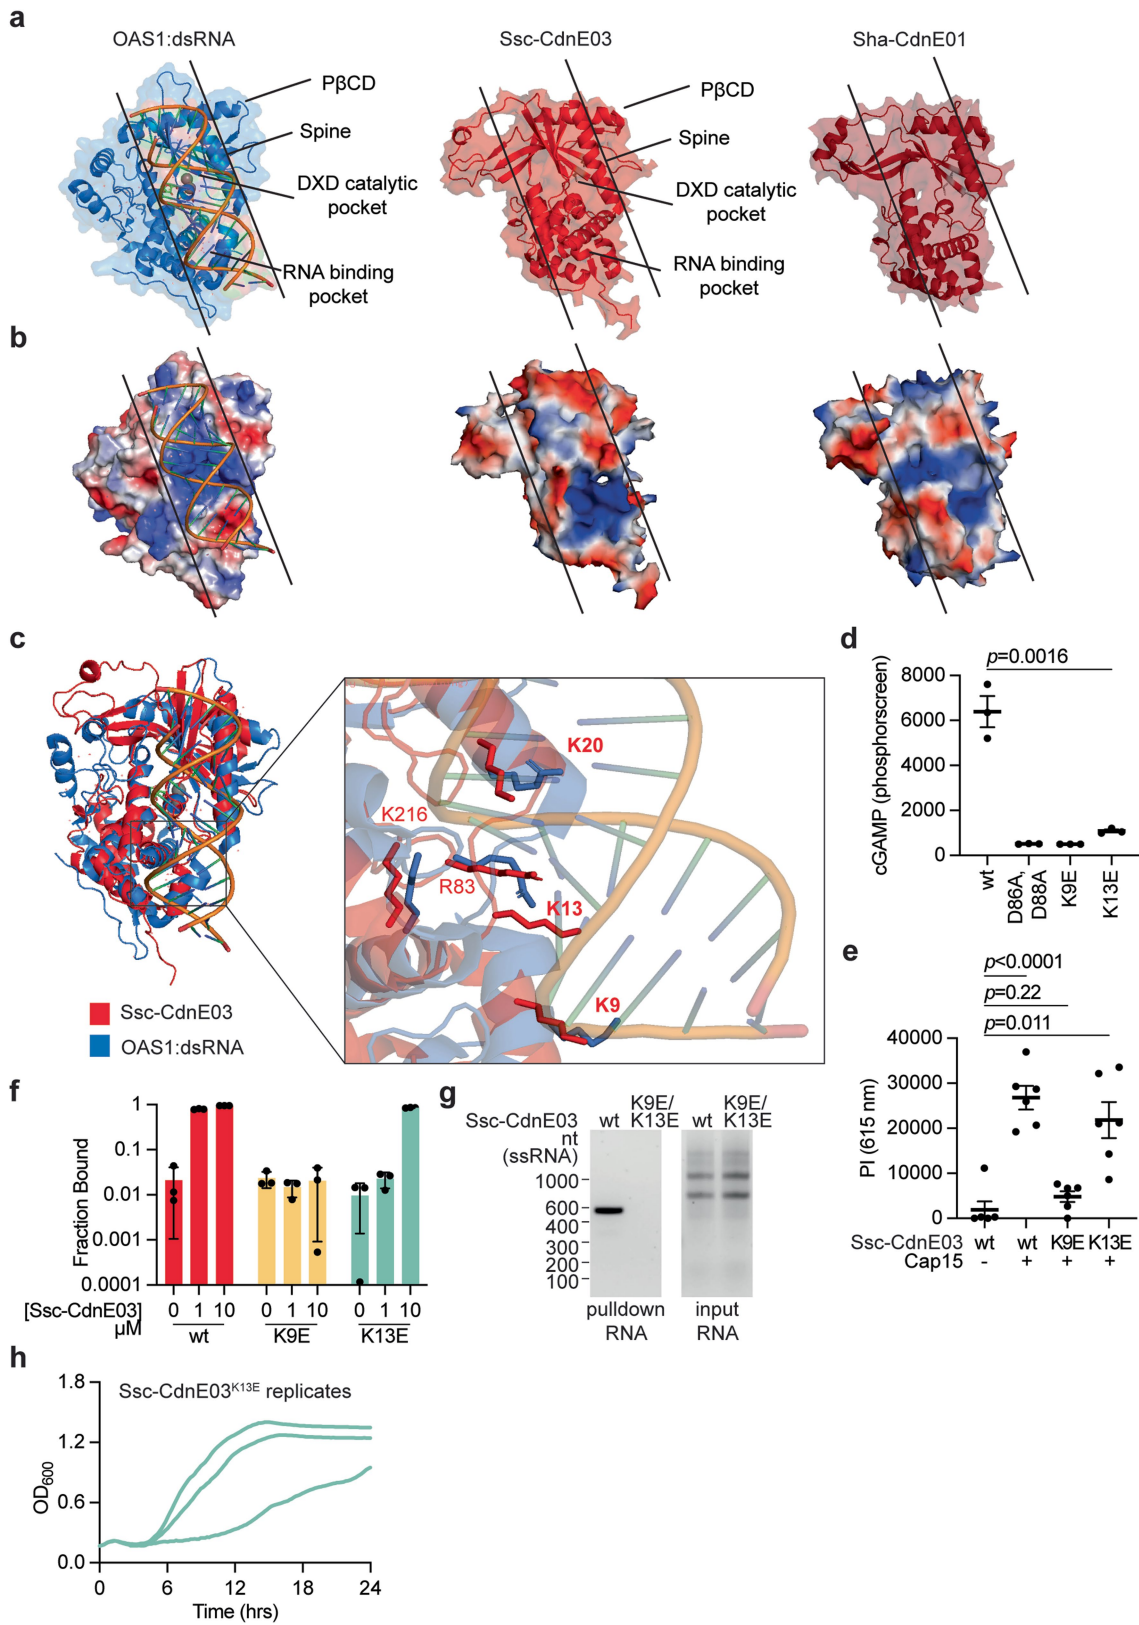 a
OAS1:dsRNA
Ssc-CdnE03
Sha-CdnE01
PβCD
Spine
DXD catalytic
pocket
RNA binding
pocket
PβCD
Spine
DXD catalytic
pocket
RNA binding
pocket
b
c
K20
K216
R83
K13
K9
Ssc-CdnE03
OAS1:dsRNA
d
p=0.0016
cGAMP (phosphorscreen)
8000
6000
4000
2000
0
wt
D86A,
D88A
K9E
K13E
e
p<0.0001
p=0.22
p=0.011
PI (615 nm)
40000
30000
20000
10000
0
Ssc-CdnE03 wt wt K9E K13E
Cap15 - + + +
f
Fraction Bound
1
0.1
0.01
0.001
0.0001
[Ssc-CdnE03] 0 1 10 0 1 10 0 1 10
μM
wt K9E K13E
g
Ssc-CdnE03 wt K9E/ K13E wt K9E/ K13E
nt
(ssRNA)
1000
600
400
300
200
100
pulldown
RNA
input
RNA
h
Ssc-CdnE03K13E replicates
OD600
1.8
1.2
0.6
0.0
0 6 12 18 24
Time (hrs)